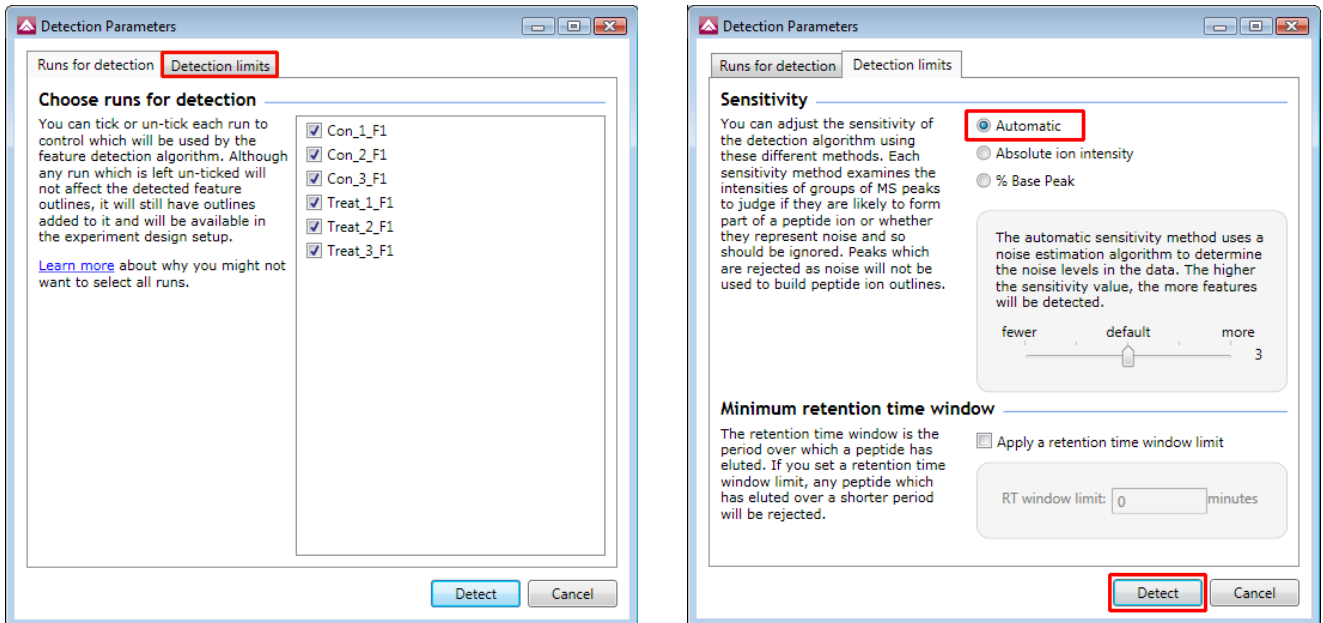 Detection Parameters
Runs for detection
Detection limits
Choose runs for detection
You can tick or un-tick each run to
control which will be used by the
feature detection algorithm. Although
any run which is left un-ticked will
not affect the detected feature
outlines, it will still have outlines
added to it and will be available in
the experiment design setup.
Learn more about why you might not
want to select all runs.
Con_1_F1
Con_2_F1
Con_3_F1
Treat_1_F1
Treat_2_F1
Treat_3_F1
Detect
Cancel
Detection Parameters
Runs for detection
Detection limits
Sensitivity
You can adjust the sensitivity of
the detection algorithm using
these different methods. Each
sensitivity method examines the
intensities of groups of MS peaks
to judge if they are likely to form
part of a peptide ion or whether
they represent noise and so
should be ignored. Peaks which
are rejected as noise will not be
used to build peptide ion outlines.
Automatic
Absolute ion intensity
% Base Peak
The automatic sensitivity method uses a
noise estimation algorithm to determine
the noise levels in the data. The higher
the sensitivity value, the more features
will be detected.
fewer default more
3
Minimum retention time window
The retention time window is the
period over which a peptide has
eluted. If you set a retention time
window limit, any peptide which
has eluted over a shorter period
will be rejected.
Apply a retention time window limit
RT window limit: 0 minutes
Detect
Cancel